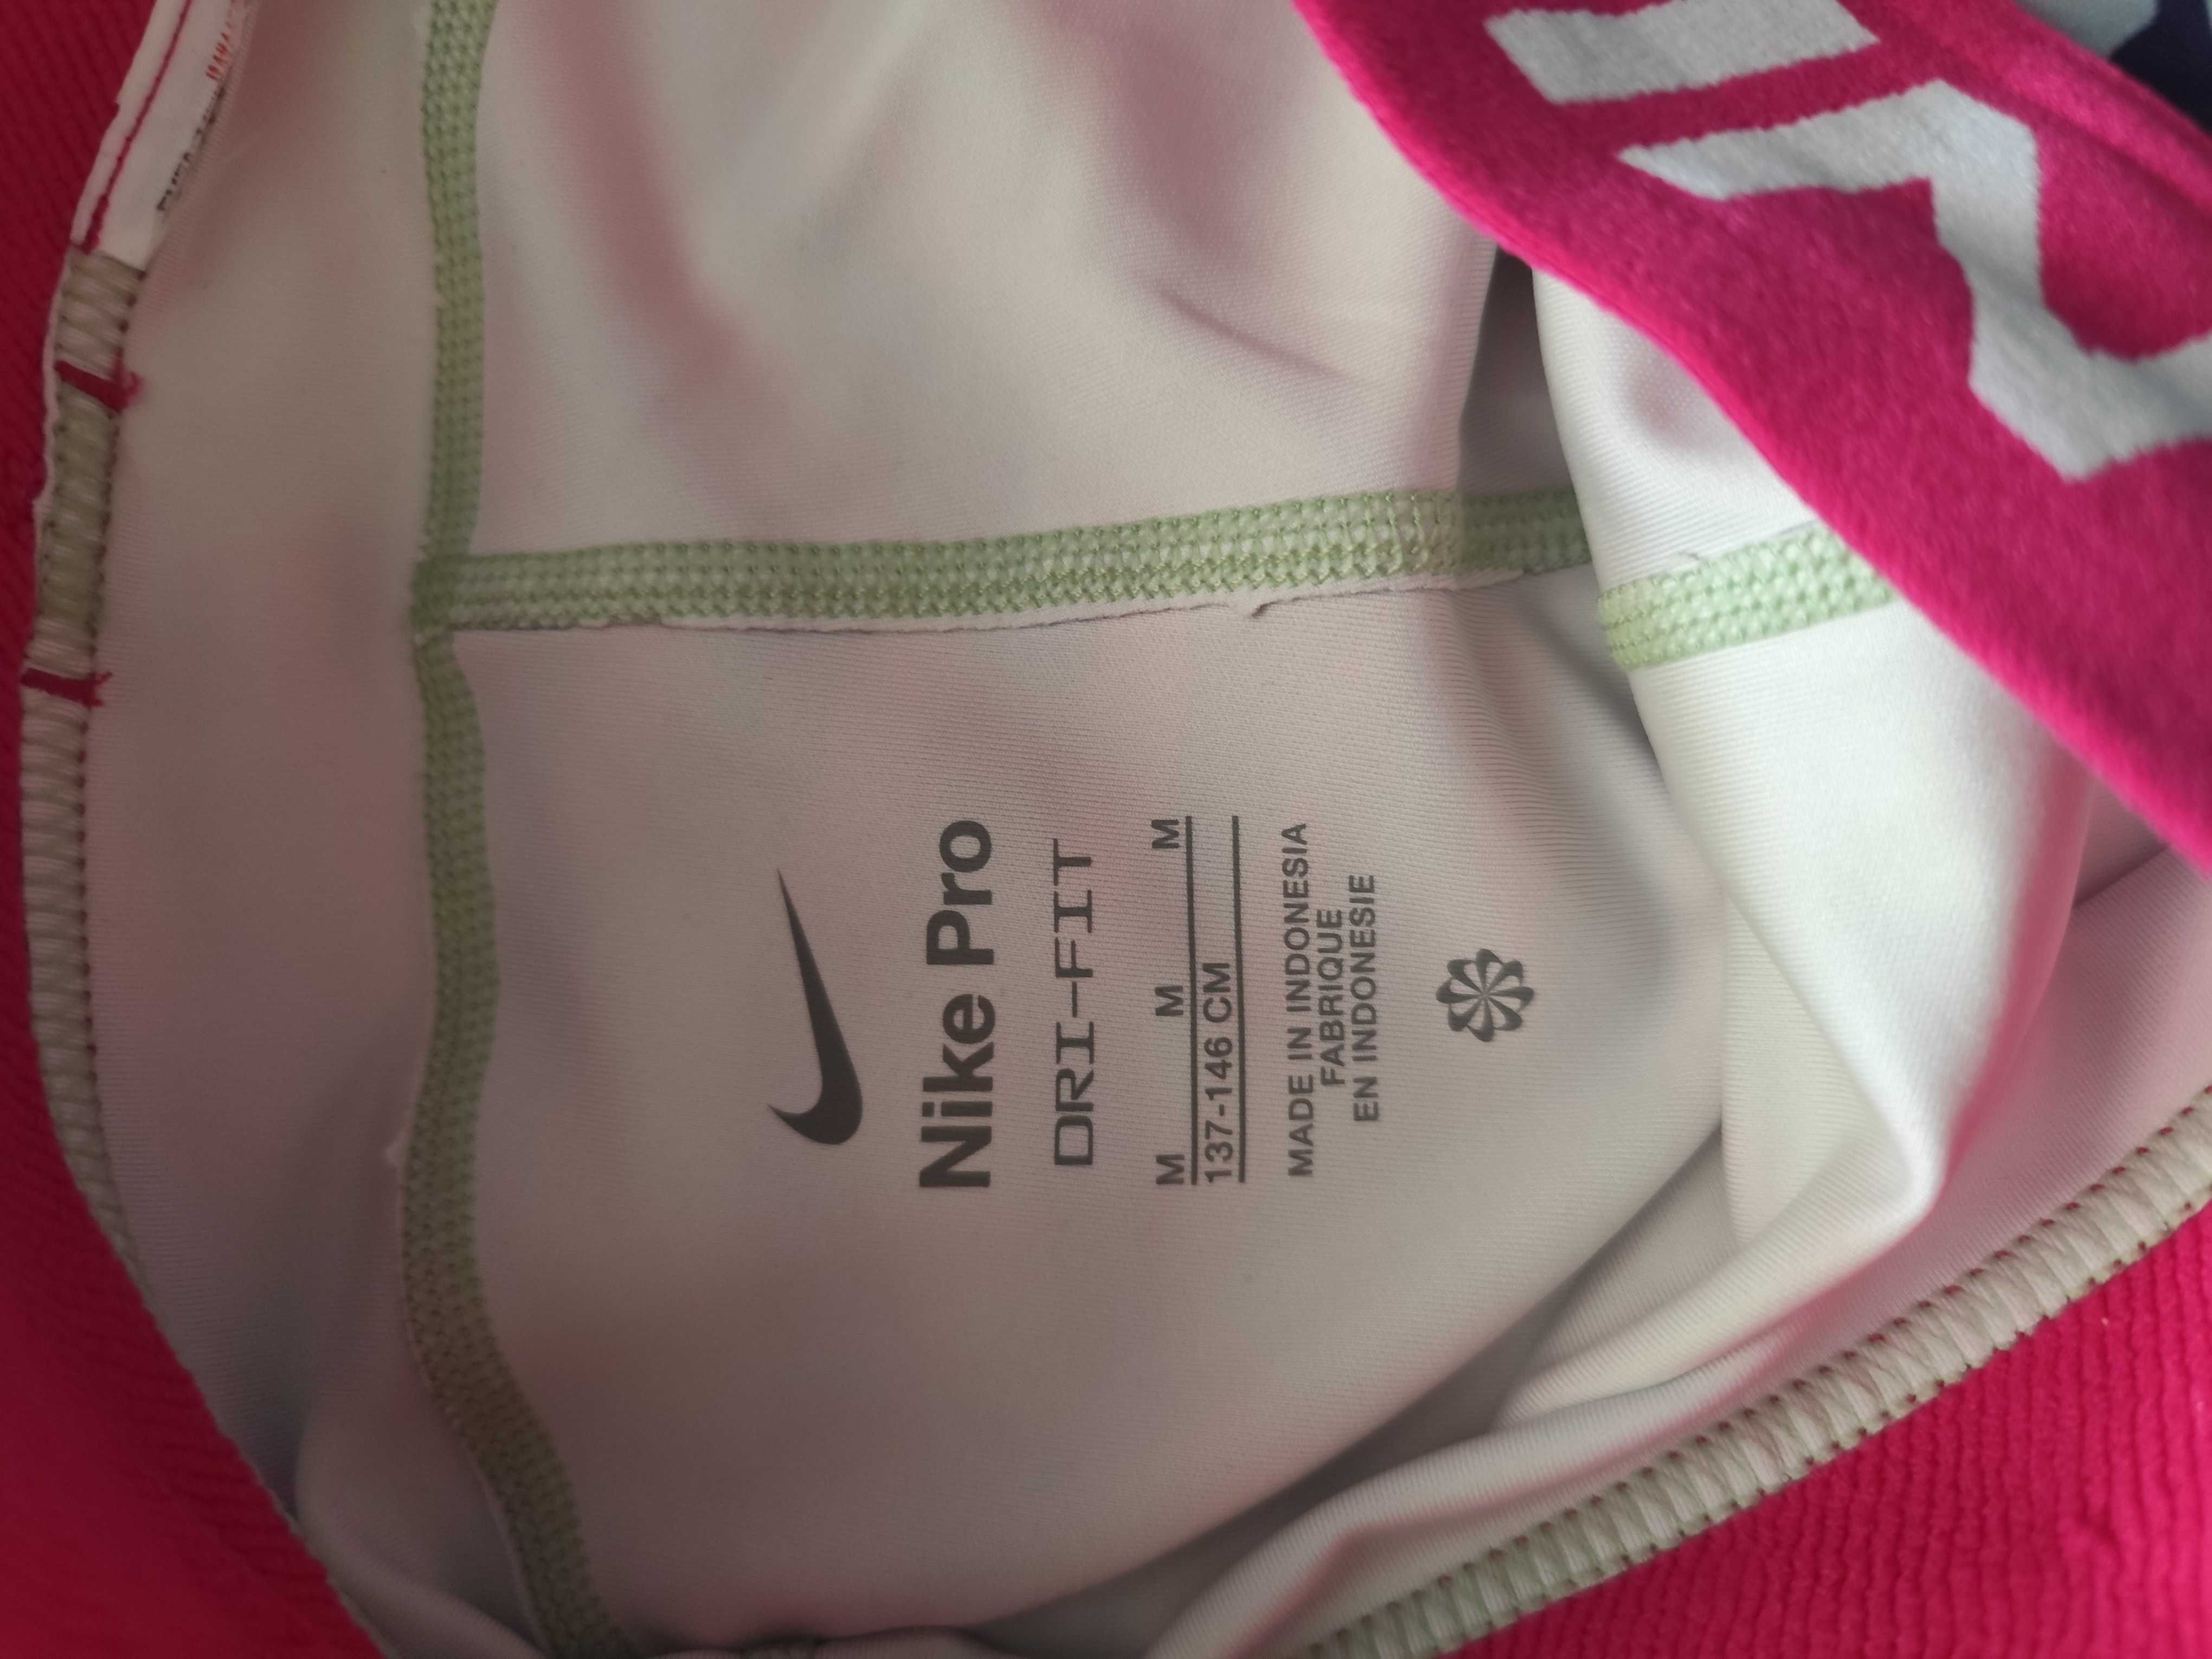 Nike Pro
DRI-FIT
M M M
137-146 CM
MADE IN INDONESIA
FABRIQUE
EN INDONESIE